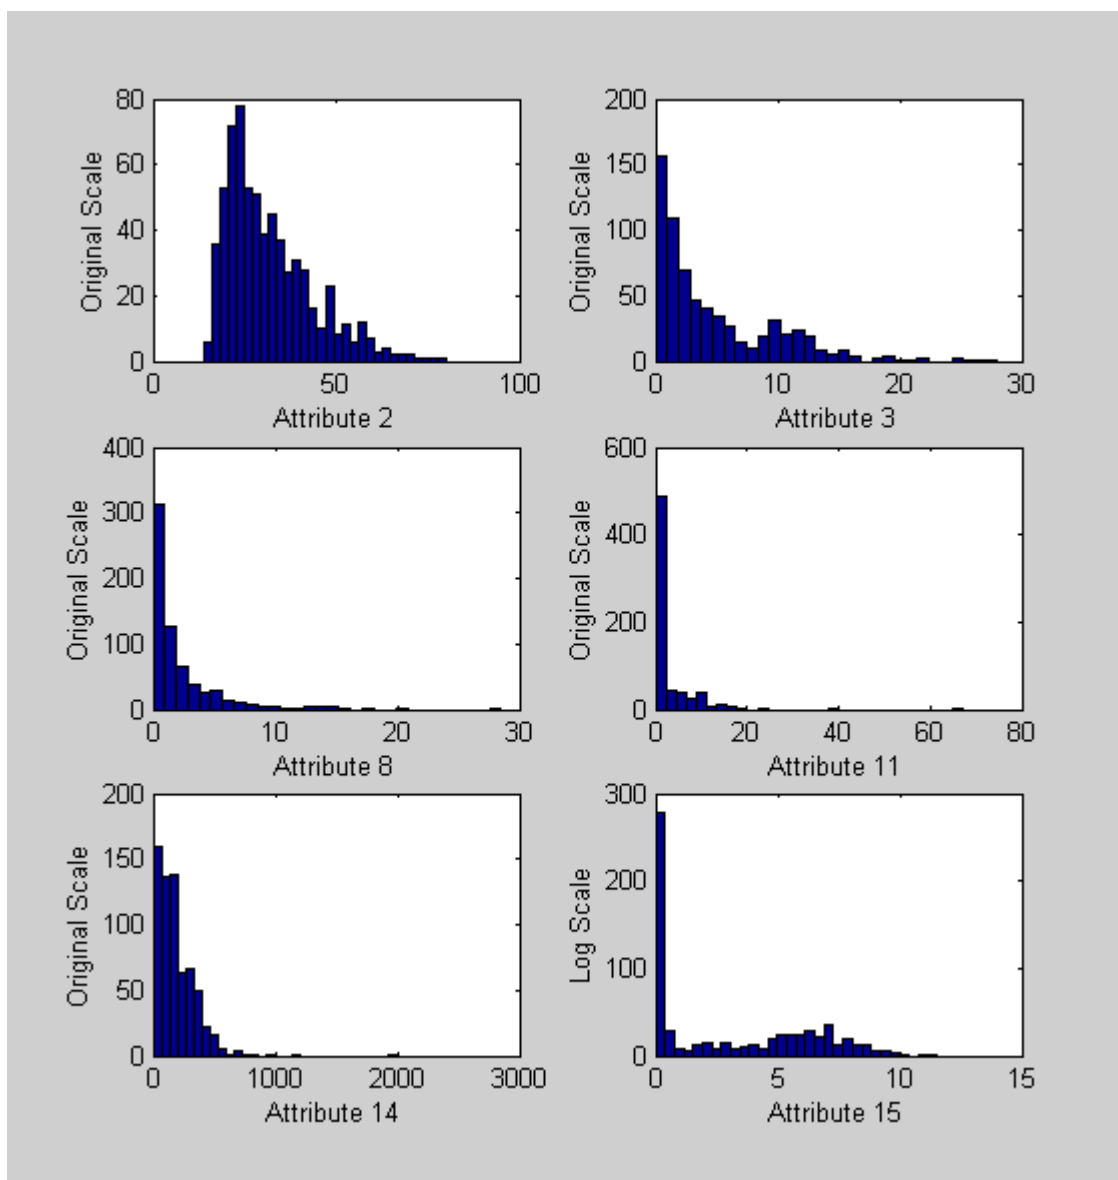 80
60
40
20
0
0 50 100
Original Scale
Attribute 2
200
150
100
50
0
0 10 20 30
Original Scale
Attribute 3
400
300
200
100
0
0 10 20 30
Original Scale
Attribute 8
600
400
200
0
0 20 40 60 80
Original Scale
Attribute 11
200
150
100
50
0
0 1000 2000 3000
Original Scale
Attribute 14
300
200
100
0
0 5 10 15
Log Scale
Attribute 15